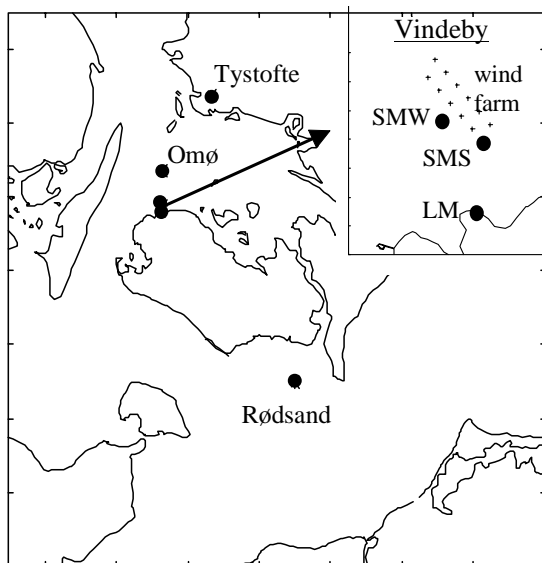 Vindeby
Tystofte
wind
farm
SMW
Omø
SMS
LM
Rødsand